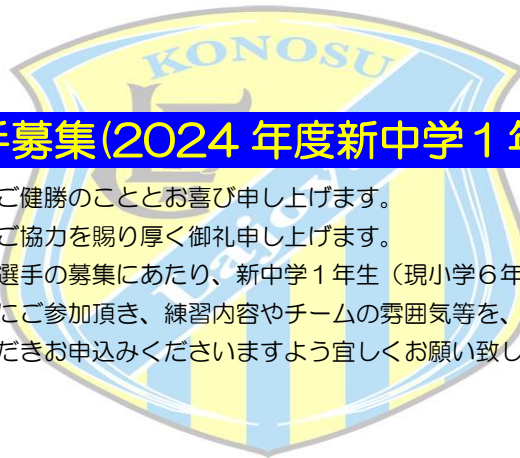 KONOSU
手募集(2024 年度新中学1年
ご健勝のこととお喜び申し上げます。
ご協力を賜り厚く御礼申し上げます。
選手の募集にあたり、新中学1年生（現小学6年
にご参加頂き、練習内容やチームの雰囲気等を、
だきお申込みくださいますよう宜しくお願い致し